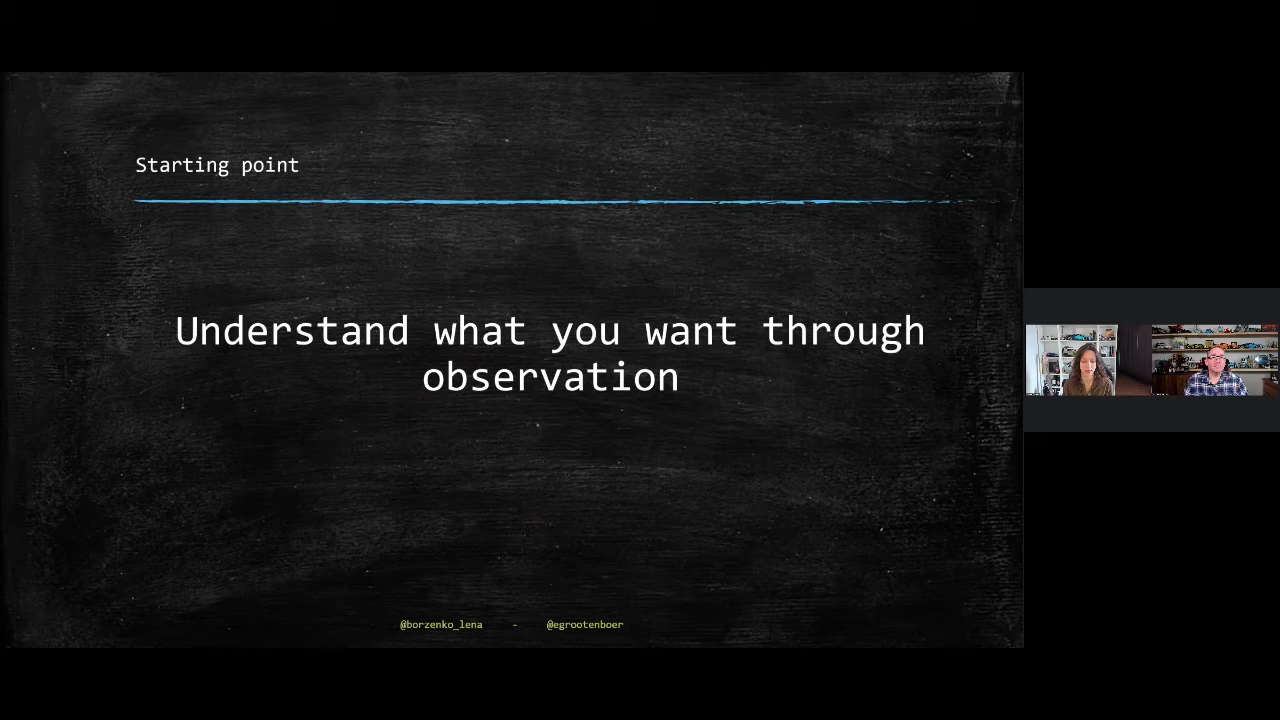 Starting point
Understand what you want through
observation
@borzenko_lena - @egrootenboer